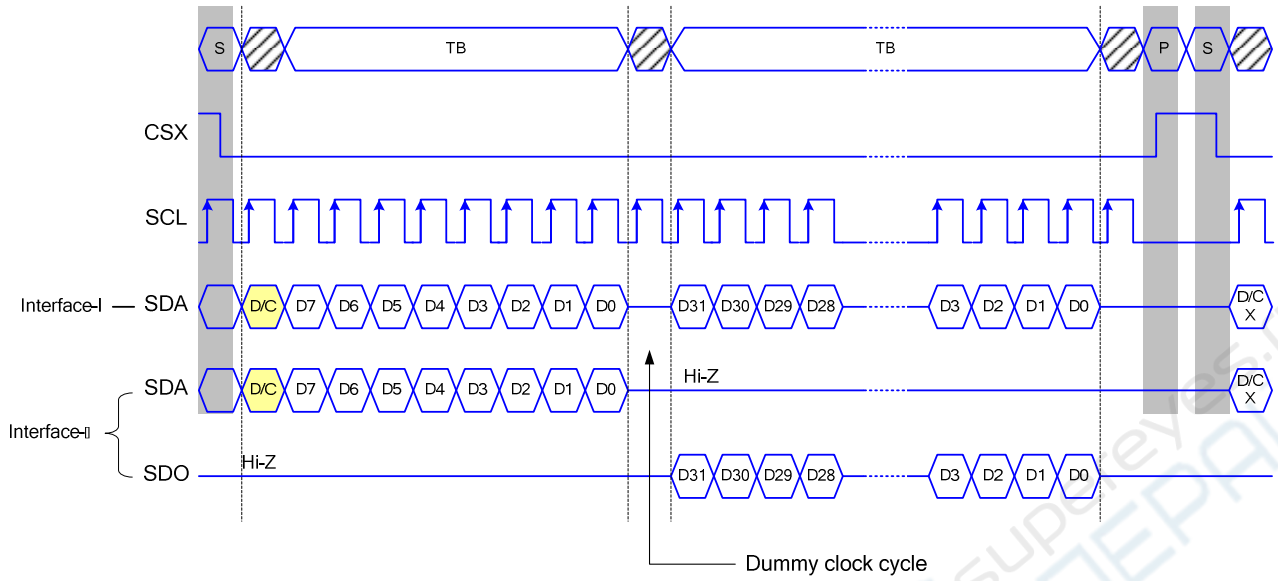 S TB TB P S
CSX
SCL
Interface-I SDA D/C D7 D6 D5 D4 D3 D2 D1 D0 D31 D30 D29 D28 D3 D2 D1 D0 D/C
X
SDA D/C D7 D6 D5 D4 D3 D2 D1 D0 Hi-Z D/C
X
Interface-
SDO Hi-Z D31 D30 D29 D28 D3 D2 D1 D0
Dummy clock cycle